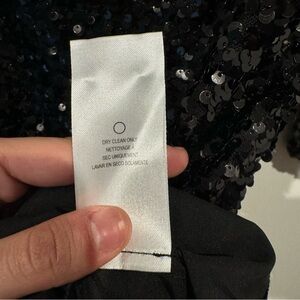 DRY CLEAN ONLY
NETTOYAGE A
SEC UNIQUEMENT
LAVAR EN SECO SOLAMENTE